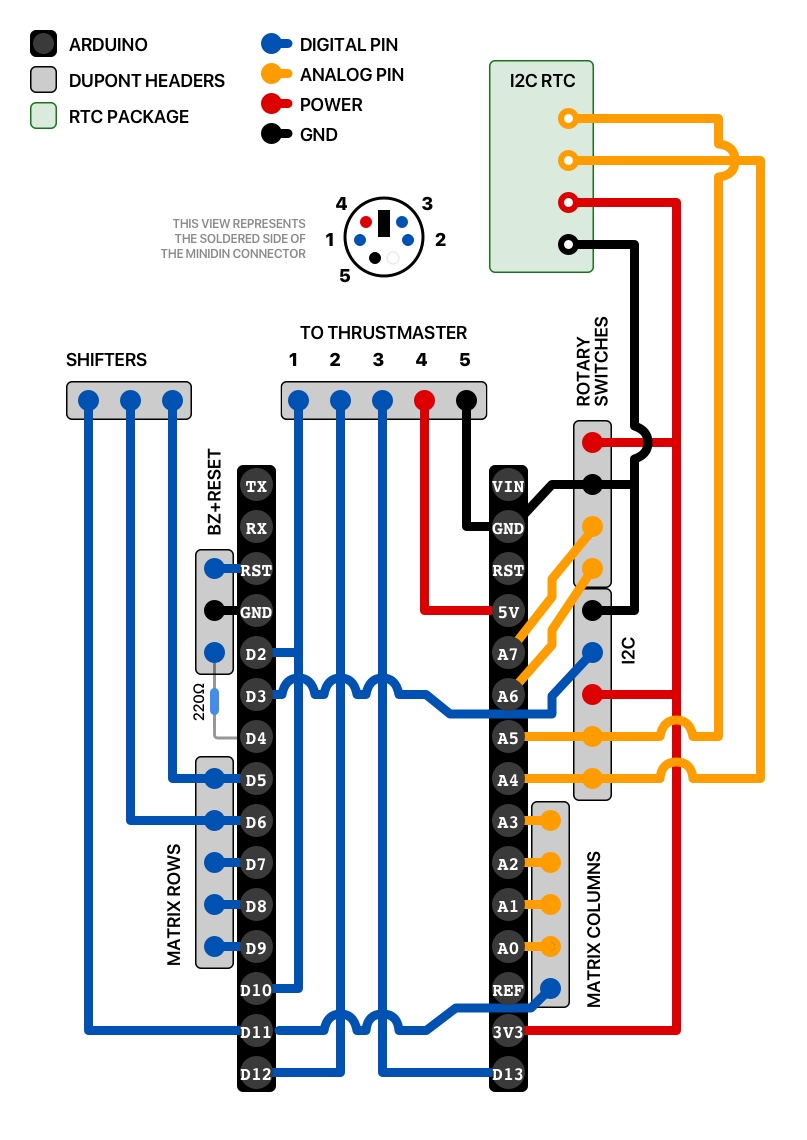 ARDUINO
DUPONT HEADERS
RTC PACKAGE
DIGITAL PIN
ANALOG PIN
POWER
GND
I2C RTC
4
3
1
2
5
THIS VIEW REPRESENTS
THE SOLDERED SIDE OF
THE MINIDIN CONNECTOR
TO THRUSTMASTER
1 2 3 4 5
SHIFTERS
ROTARY
SWITCHES
BZ+RESET
TX
RX
RST
GND
D2
D3
D4
D5
D6
D7
D8
D9
D10
D11
D12
220Ω
MATRIX ROWS
VIN
GND
RST
5V
A7
A6
A5
A4
A3
A2
A1
A0
REF
3V3
D13
I2C
MATRIX COLUMNS